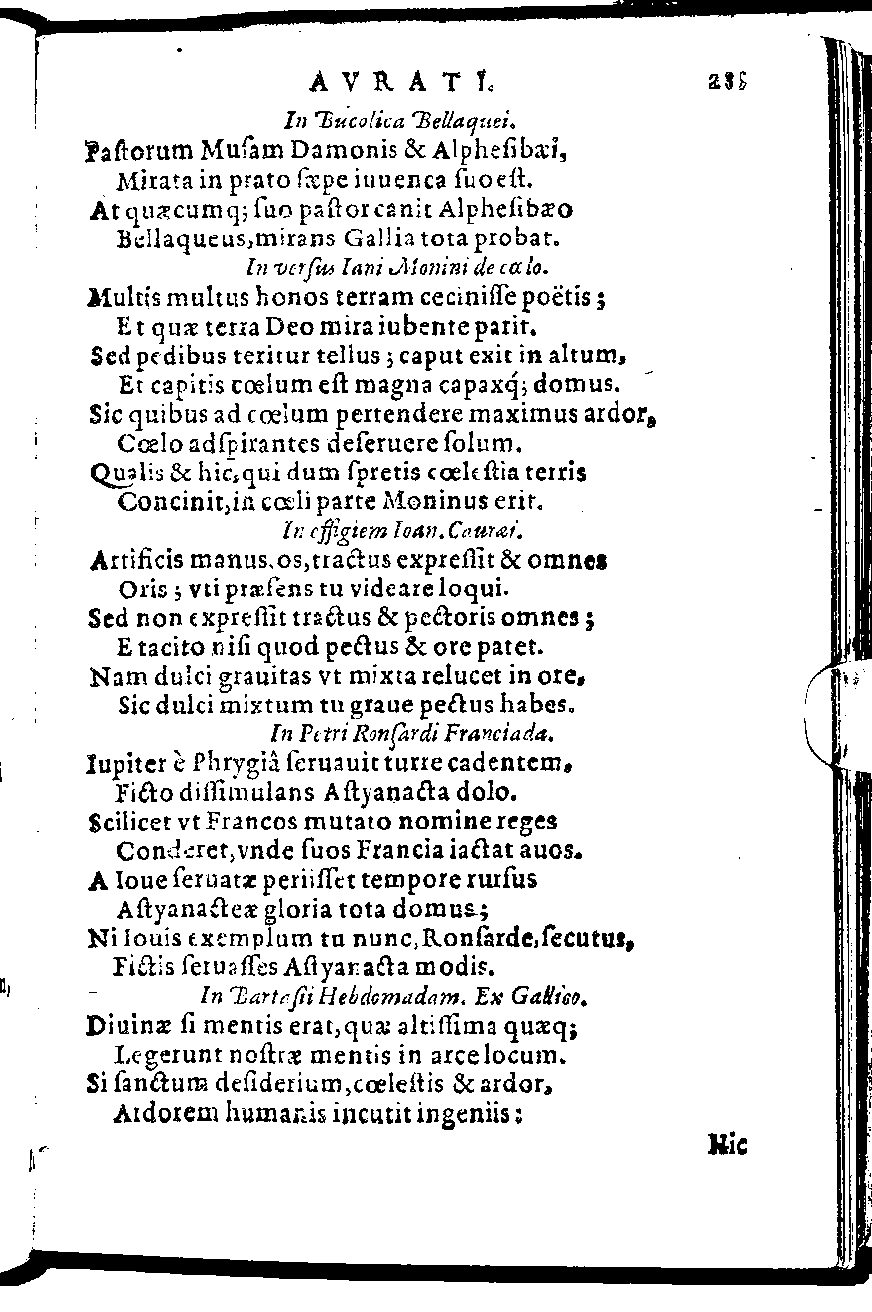 AVRATI.
In Bucolica Bellaquei.
Paſtorum Muſam Damonis & Alpheſibæi,
Mirata in prato ſæpe iuuenca ſuo eſt.
At quæcumq; ſuo paſtor canit Alpheſibæo
Bellaqueus, mirans Gallia tota probat.
In verſus Iani Monini de cœlo.
Multis multus honos terram ceciniſſe poëtis;
Et quæ terra Deo mira iubente parit.
Sed pedibus teritur tellus; caput exit in altum,
Et capitis cœlum eſt magna capaxq́; domus.
Sic quibus ad cœlum pertendere maximus ardor,
Cœlo adſpirantes deſeruere ſolum.
Qualis & hic, qui dum ſpretis cœleſtia terris
Concinit, in cœli parte Moninus erit.
In effigiem Ioan. Cauræi.
Artificis manus, os, tractus expreſſit & omnes
Oris; vti præſens tu videare loqui.
Sed non expreſſit tractus & pectoris omnes;
E tacito niſi quod pectus & ore patet.
Nam dulci grauitas vt mixta relucet in ore,
Sic dulci mixtum tu graue pectus habes.
In Petri Ronſardi Franciada.
Iupiter è Phrygiâ ſeruauit turre cadentem,
Ficto diſſimulans Aſtyanacta dolo.
Scilicet vt Francos mutato nomine reges
Conderet, vnde ſuos Francia iactat auos.
A Ioue ſeruatæ periiſſet tempore rurſus
Aſtyanacteæ gloria tota domus;
Ni Iouis exemplum tu nunc, Ronſarde, ſecutus,
Fictis ſeruaſſes Aſtyanacta modis.
In Bartaſii Hebdomadam. Ex Gallico.
Diuinæ ſi mentis erat, quæ altiſſima quæq;
Legerunt noſtræ mentis in arce locum.
Si ſanctum deſiderium, cœleſtis & ardor,
Ardorem humanis incutit ingeniis:
Hic